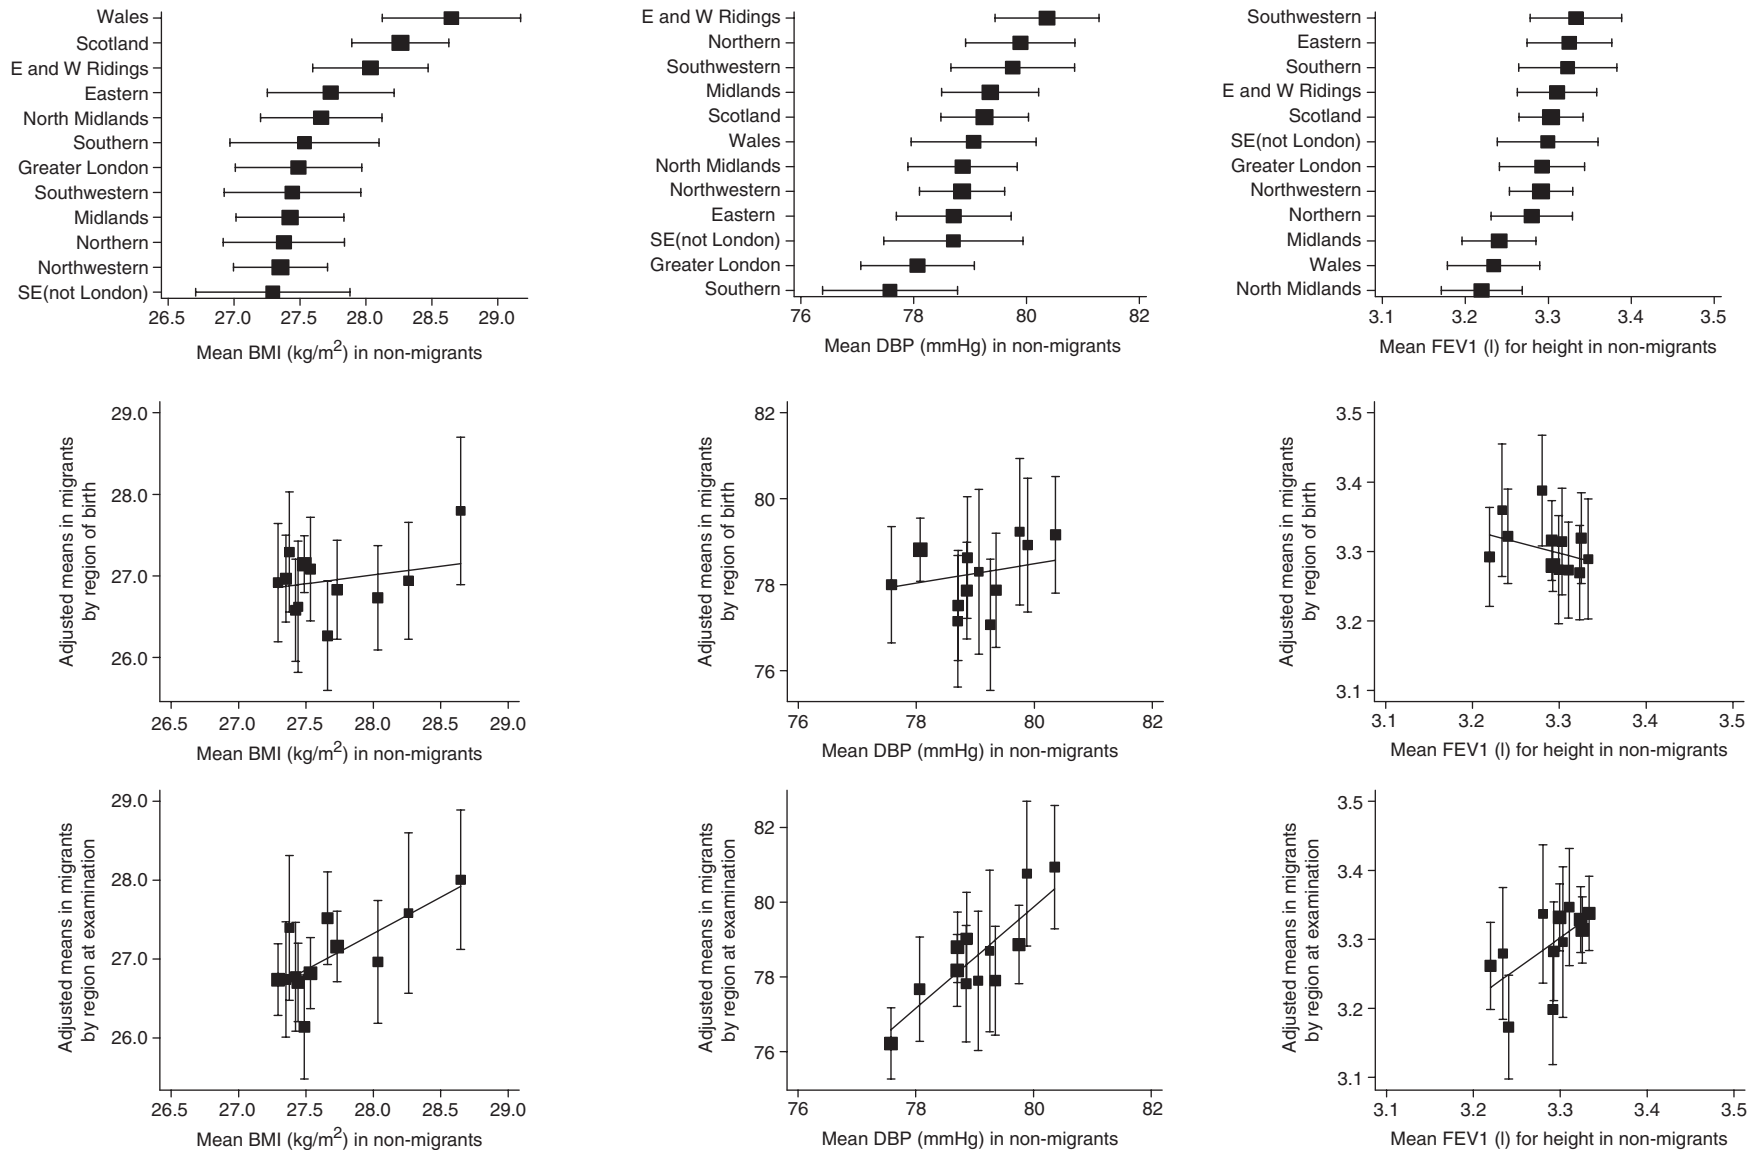 Wales
Scotland
E and W Ridings
Eastern
North Midlands
Southern
Greater London
Southwestern
Midlands
Northern
Northwestern
SE(not London)
26.5 27.0 27.5 28.0 28.5 29.0
Mean BMI (kg/m2) in non-migrants
E and W Ridings
Northern
Southwestern
Midlands
Scotland
Wales
North Midlands
Northwestern
Eastern
SE(not London)
Greater London
Southern
76 78 80 82
Mean DBP (mmHg) in non-migrants
Southwestern
Eastern
Southern
E and W Ridings
Scotland
SE(not London)
Greater London
Northwestern
Northern
Midlands
Wales
North Midlands
3.1 3.2 3.3 3.4 3.5
Mean FEV1 (l) for height in non-migrants
Adjusted means in migrants
by region of birth
29.0
28.0
27.0
26.0
26.5 27.0 27.5 28.0 28.5 29.0
Mean BMI (kg/m2) in non-migrants
Adjusted means in migrants
by region of birth
82
80
78
76
76 78 80 82
Mean DBP (mmHg) in non-migrants
Adjusted means in migrants
by region of birth
3.5
3.4
3.3
3.2
3.1
3.1 3.2 3.3 3.4 3.5
Mean FEV1 (l) for height in non-migrants
Adjusted means in migrants
by region at examination
29.0
28.0
27.0
26.0
26.5 27.0 27.5 28.0 28.5 29.0
Mean BMI (kg/m2) in non-migrants
Adjusted means in migrants
by region at examination
82
80
78
76
76 78 80 82
Mean DBP (mmHg) in non-migrants
Adjusted means in migrants
by region at examination
3.5
3.4
3.3
3.2
3.1
3.1 3.2 3.3 3.4 3.5
Mean FEV1 (l) for height in non-migrants